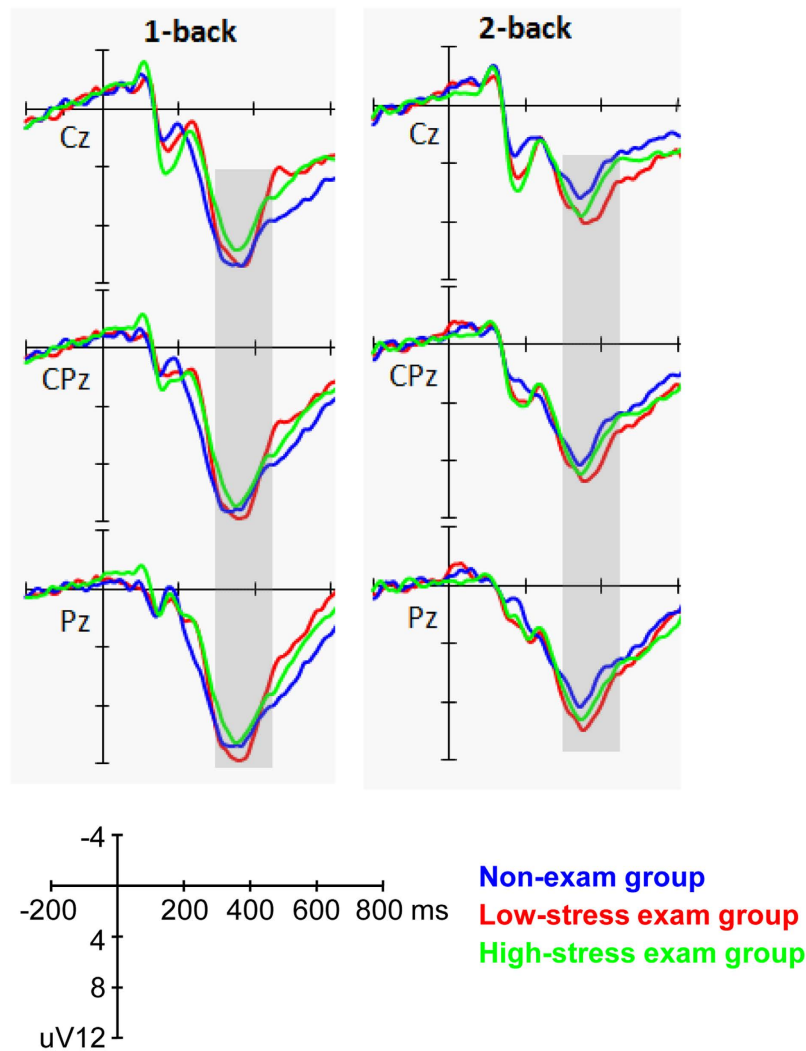 1-back 2-back
Cz Cz
CPz CPz
Pz Pz
-4
-200 200 400 600 800 ms
4
8
uV12
Non-exam group
Low-stress exam group
High-stress exam group